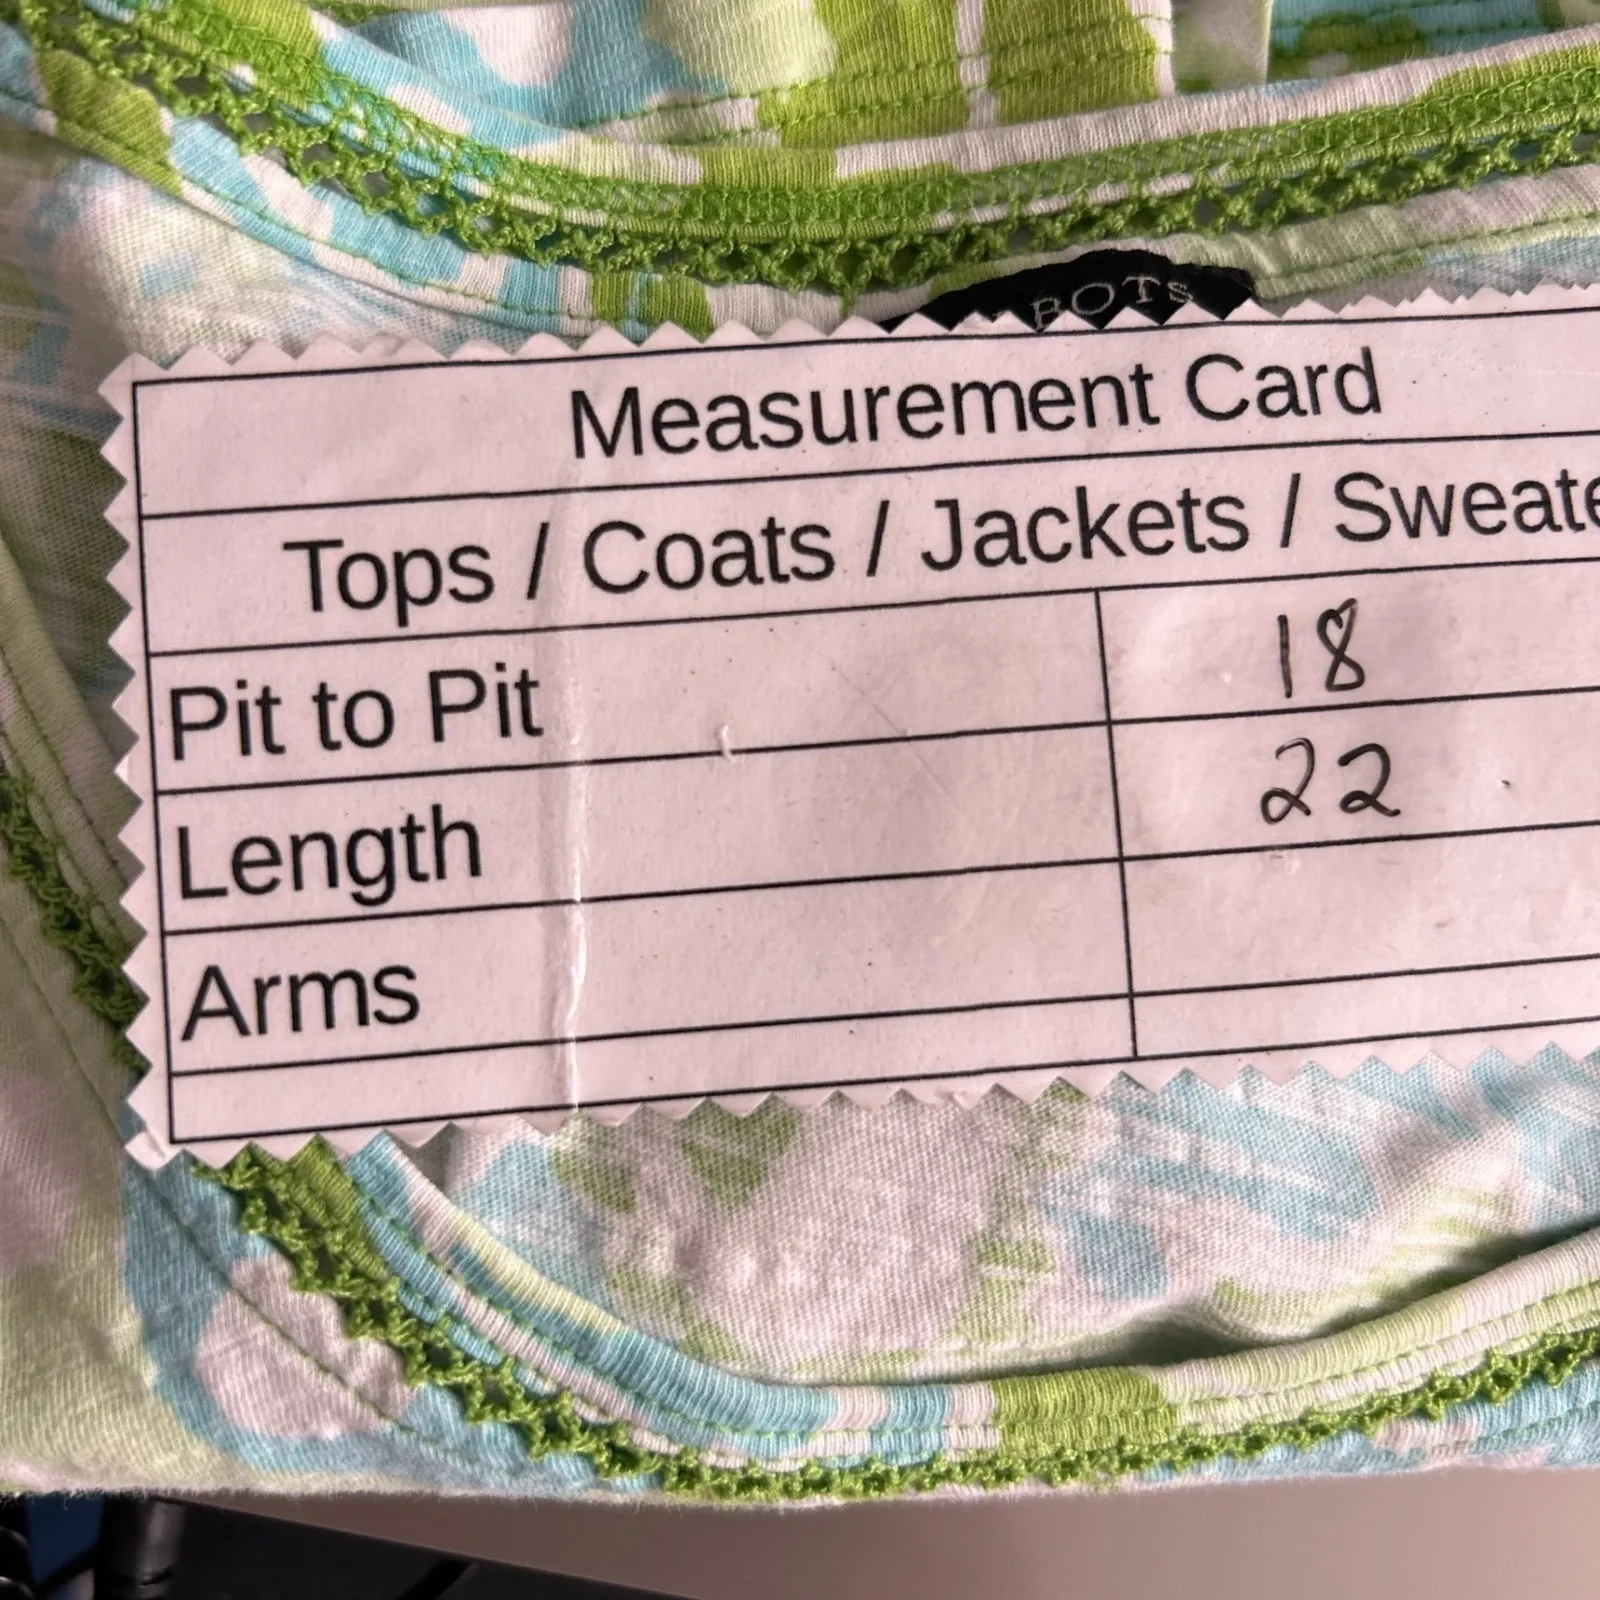 BOTS
Measurement Card
Tops / Coats / Jackets / Sweate
Pit to Pit 18
Length 22
Arms